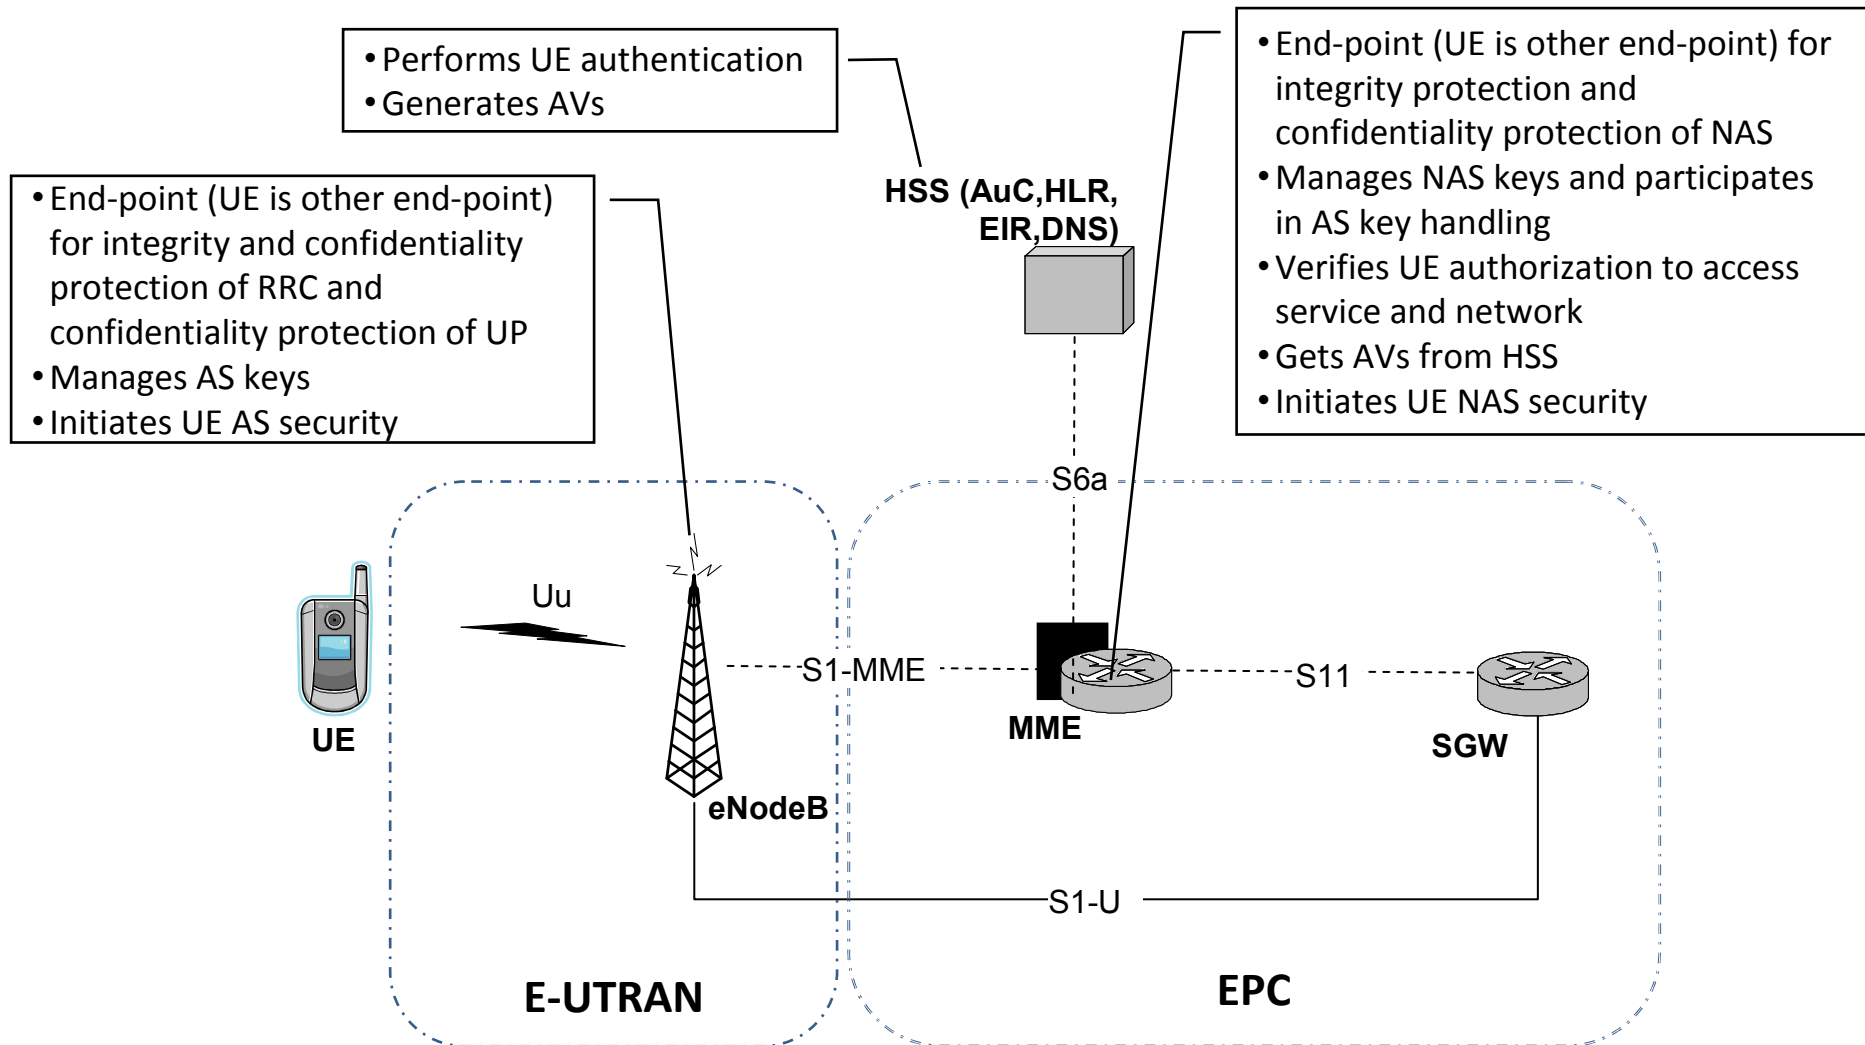 • Performs UE authentication
• Generates AVs
• End-point (UE is other end-point) for
integrity protection and
confidentiality protection of NAS
• Manages NAS keys and participates
in AS key handling
• Verifies UE authorization to access
service and network
• Gets AVs from HSS
• Initiates UE NAS security
• End-point (UE is other end-point)
for integrity and confidentiality
protection of RRC and
confidentiality protection of UP
• Manages AS keys
• Initiates UE AS security
HSS (AuC,HLR,
EIR,DNS)
S6a
Uu
S1-MME
S11
UE
MME
SGW
eNodeB
S1-U
E-UTRAN
EPC